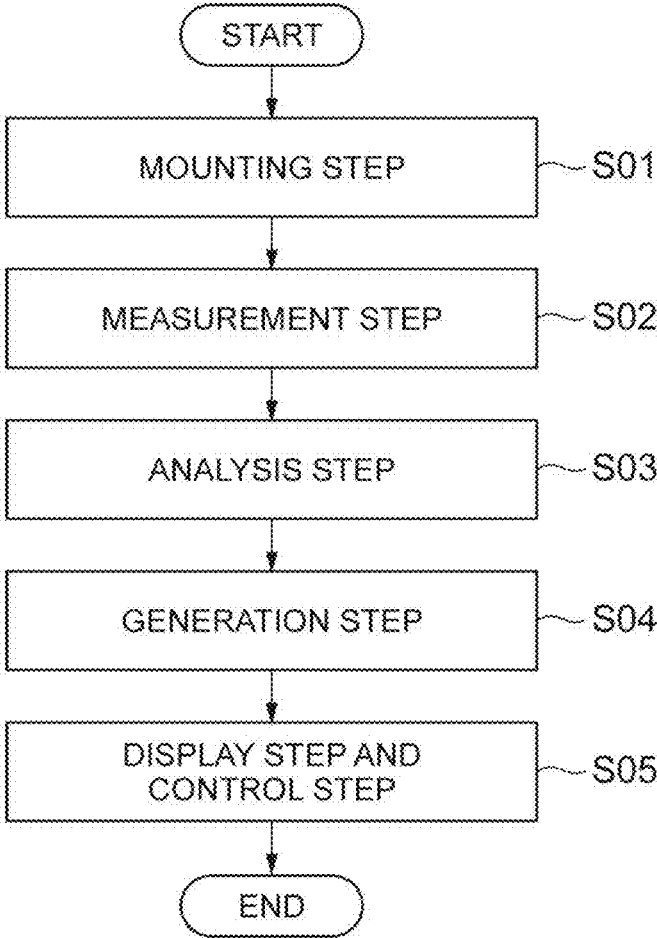 START
MOUNTING STEP
S01
MEASUREMENT STEP
S02
ANALYSIS STEP
S03
GENERATION STEP
S04
DISPLAY STEP AND
CONTROL STEP
S05
END